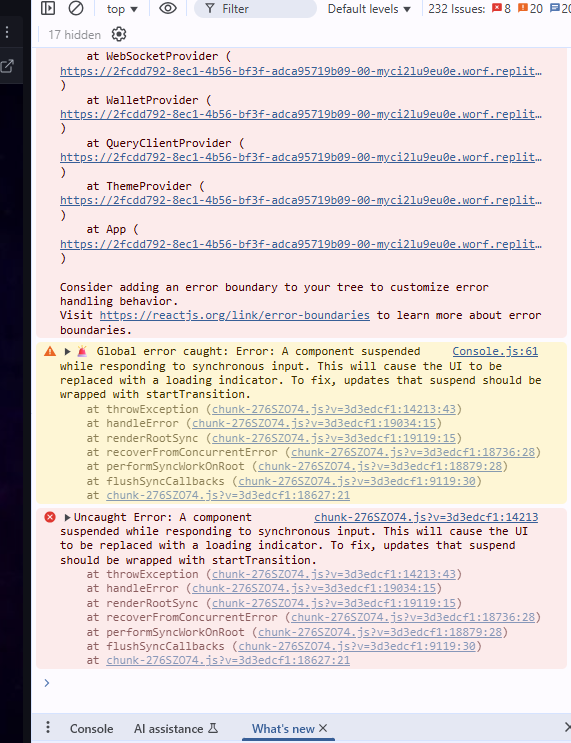 top ▼
Filter
Default levels ▼
232 Issues:
8
20
20
17 hidden
at WebSocketProvider (
https://2fcdd792-8ec1-4b56-bf3f-adca95719b09-00-myci2lu9eu0e.worf.replit…
)
at WalletProvider (
https://2fcdd792-8ec1-4b56-bf3f-adca95719b09-00-myci2lu9eu0e.worf.replit…
)
at QueryClientProvider (
https://2fcdd792-8ec1-4b56-bf3f-adca95719b09-00-myci2lu9eu0e.worf.replit…
)
at ThemeProvider (
https://2fcdd792-8ec1-4b56-bf3f-adca95719b09-00-myci2lu9eu0e.worf.replit…
)
at App (
https://2fcdd792-8ec1-4b56-bf3f-adca95719b09-00-myci2lu9eu0e.worf.replit…
)
Consider adding an error boundary to your tree to customize error
handling behavior.
Visit https://reactjs.org/link/error-boundaries to learn more about error
boundaries.
▶ 🚨 Global error caught: Error: A component suspended Console.js:61
while responding to synchronous input. This will cause the UI to be
replaced with a loading indicator. To fix, updates that suspend should be
wrapped with startTransition.
at throwException (chunk-276SZO74.js?v=3d3edcf1:14213:43)
at handleError (chunk-276SZO74.js?v=3d3edcf1:19034:15)
at renderRootSync (chunk-276SZO74.js?v=3d3edcf1:19119:15)
at recoverFromConcurrentError (chunk-276SZO74.js?v=3d3edcf1:18736:28)
at performSyncWorkOnRoot (chunk-276SZO74.js?v=3d3edcf1:18879:28)
at flushSyncCallbacks (chunk-276SZO74.js?v=3d3edcf1:9119:30)
at chunk-276SZO74.js?v=3d3edcf1:18627:21
▶Uncaught Error: A component chunk-276SZO74.js?v=3d3edcf1:14213
suspended while responding to synchronous input. This will cause the UI
to be replaced with a loading indicator. To fix, updates that suspend
should be wrapped with startTransition.
at throwException (chunk-276SZO74.js?v=3d3edcf1:14213:43)
at handleError (chunk-276SZO74.js?v=3d3edcf1:19034:15)
at renderRootSync (chunk-276SZO74.js?v=3d3edcf1:19119:15)
at recoverFromConcurrentError (chunk-276SZO74.js?v=3d3edcf1:18736:28)
at performSyncWorkOnRoot (chunk-276SZO74.js?v=3d3edcf1:18879:28)
at flushSyncCallbacks (chunk-276SZO74.js?v=3d3edcf1:9119:30)
at chunk-276SZO74.js?v=3d3edcf1:18627:21
Console
AI assistance
What's new